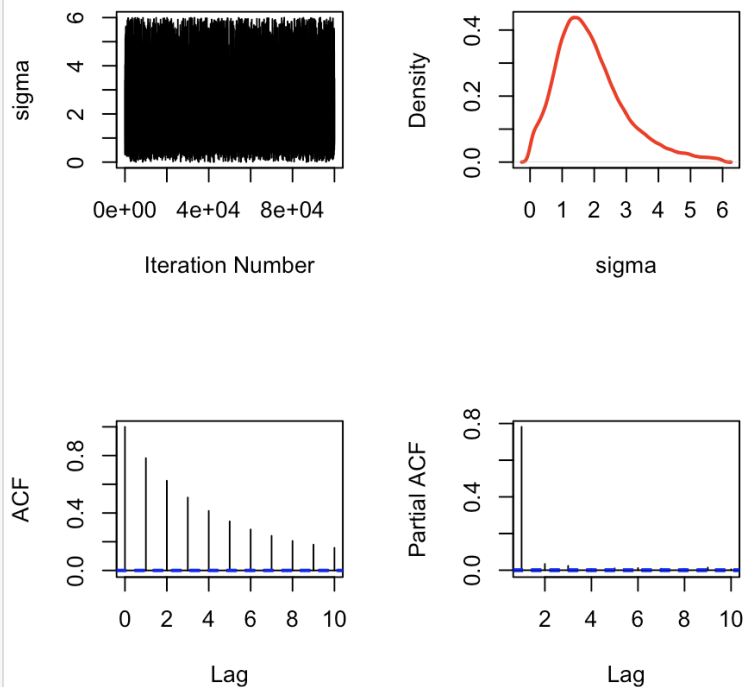 sigma
6
4
2
0
0e+00 4e+04 8e+04
Iteration Number
Density
0.4
0.2
0.0
0 1 2 3 4 5 6
sigma
ACF
0.8
0.4
0.0
0 2 4 6 8 10
Lag
Partial ACF
0.8
0.4
0.0
2 4 6 8 10
Lag